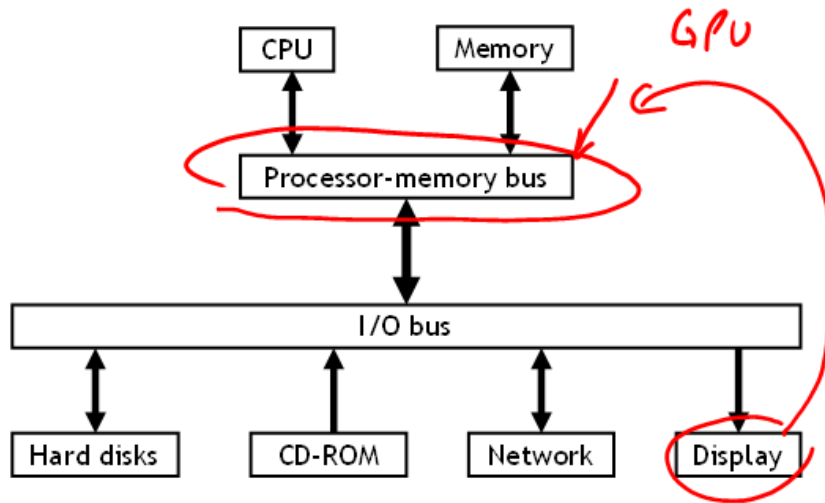 GPU
CPU
Memory
Processor-memory bus
I/O bus
Hard disks
CD-ROM
Network
Display